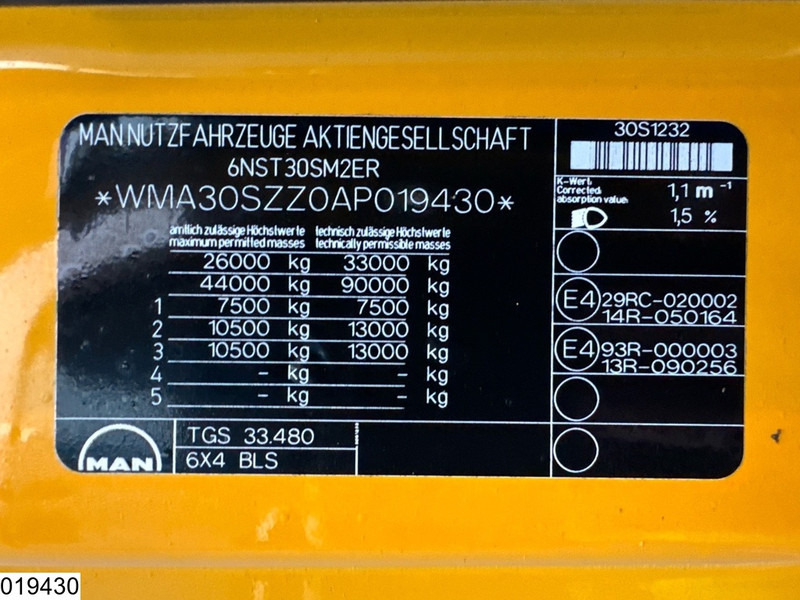 MAN NUTZFAHRZEUGE AKTIENGESELLSCHAFT
6NST30SM2ER
*WMA30SZZ0AP019430*
amtlich zulässige Höchstwerte technisch zulässige Höchstwerte
maximum permitted masses technically permissible masses
26000 kg 33000 kg
44000 kg 90000 kg
1 7500 kg 7500 kg
2 10500 kg 13000 kg
3 10500 kg 13000 kg
4 – kg – kg
5 – kg – kg
MAN
TGS 33.480
6X4 BLS
30S1232
K-Wert:
Corrected
absorption value:
1,1 m⁻¹
1,5 %
E4 29RC-020002
14R-050164
E4 93R-000003
13R-090256
019430